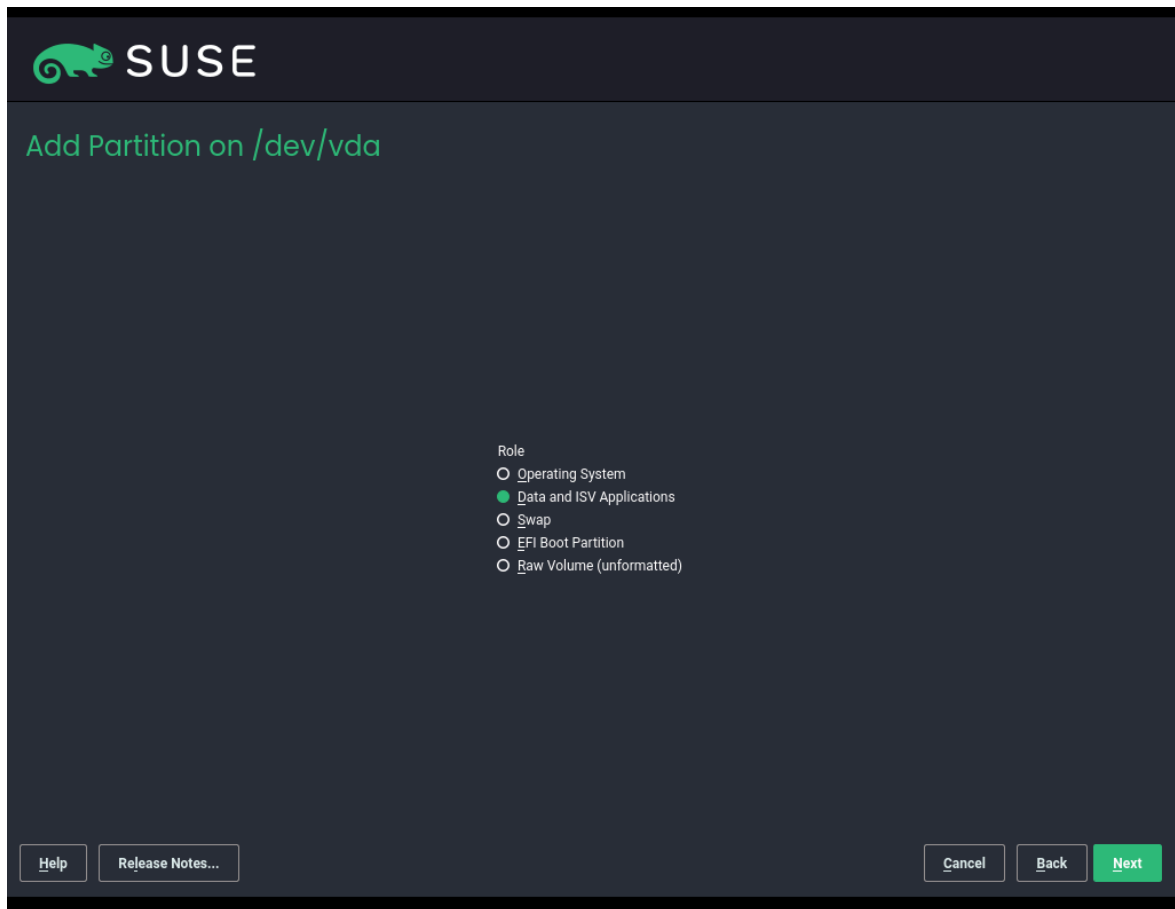 SUSE
Add Partition on /dev/vda
Role
Operating System
Data and ISV Applications
Swap
EFI Boot Partition
Raw Volume (unformatted)
Help Release Notes... Cancel Back Next